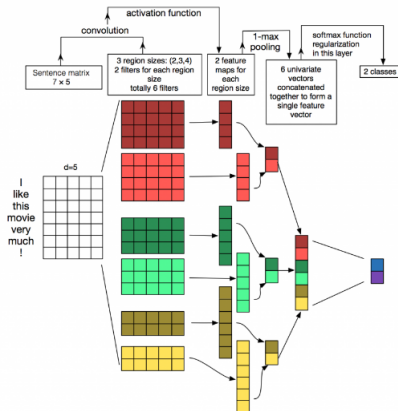 activation function
convolution
1-max
pooling
softmax function
regularization
in this layer
Sentence matrix
7 × 5
3 region sizes: (2,3,4)
2 filters for each region
size
totally 6 filters
2 feature
maps for
each
region size
6 univariate
vectors
concatenated
together to form a
single feature
vector
2 classes
d=5
I
like
this
movie
very
much
!